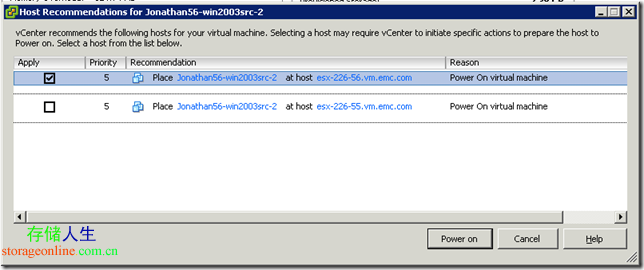 Host Recommendations for Jonathan56-win2003src-2
vCenter recommends the following hosts for your virtual machine. Selecting a host may require vCenter to initiate specific actions to prepare the host to
Power on. Select a host from the list below.
Apply Priority Recommendation Reason
5 Place Jonathan56-win2003src-2 at host esx-226-56.vm.emc.com Power On virtual machine
5 Place Jonathan56-win2003src-2 at host esx-226-55.vm.emc.com Power On virtual machine
存储人生
storageonline.com.cn
Power on Cancel Help